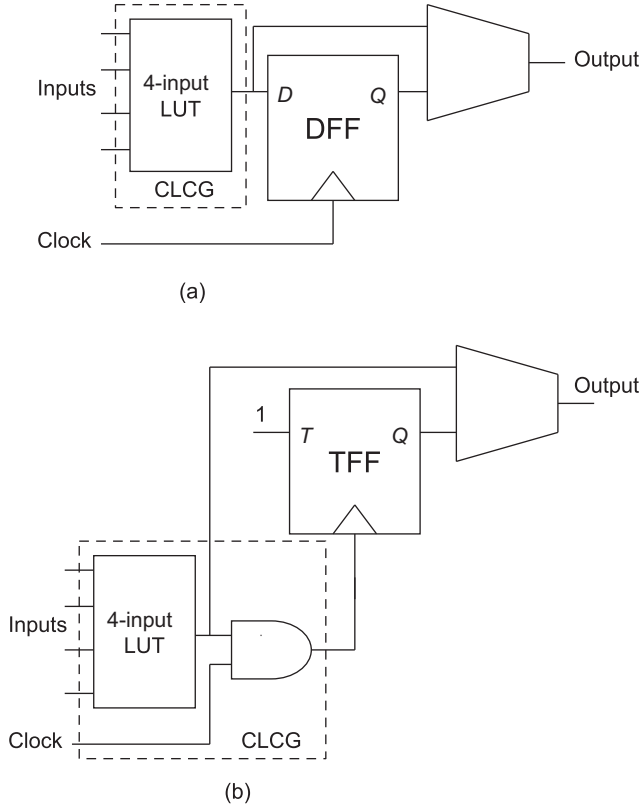 Output
Inputs
4-input
LUT
D
Q
DFF
CLCG
Clock
(a)
Output
1
T
Q
TFF
Inputs
4-input
LUT
Clock
CLCG
(b)